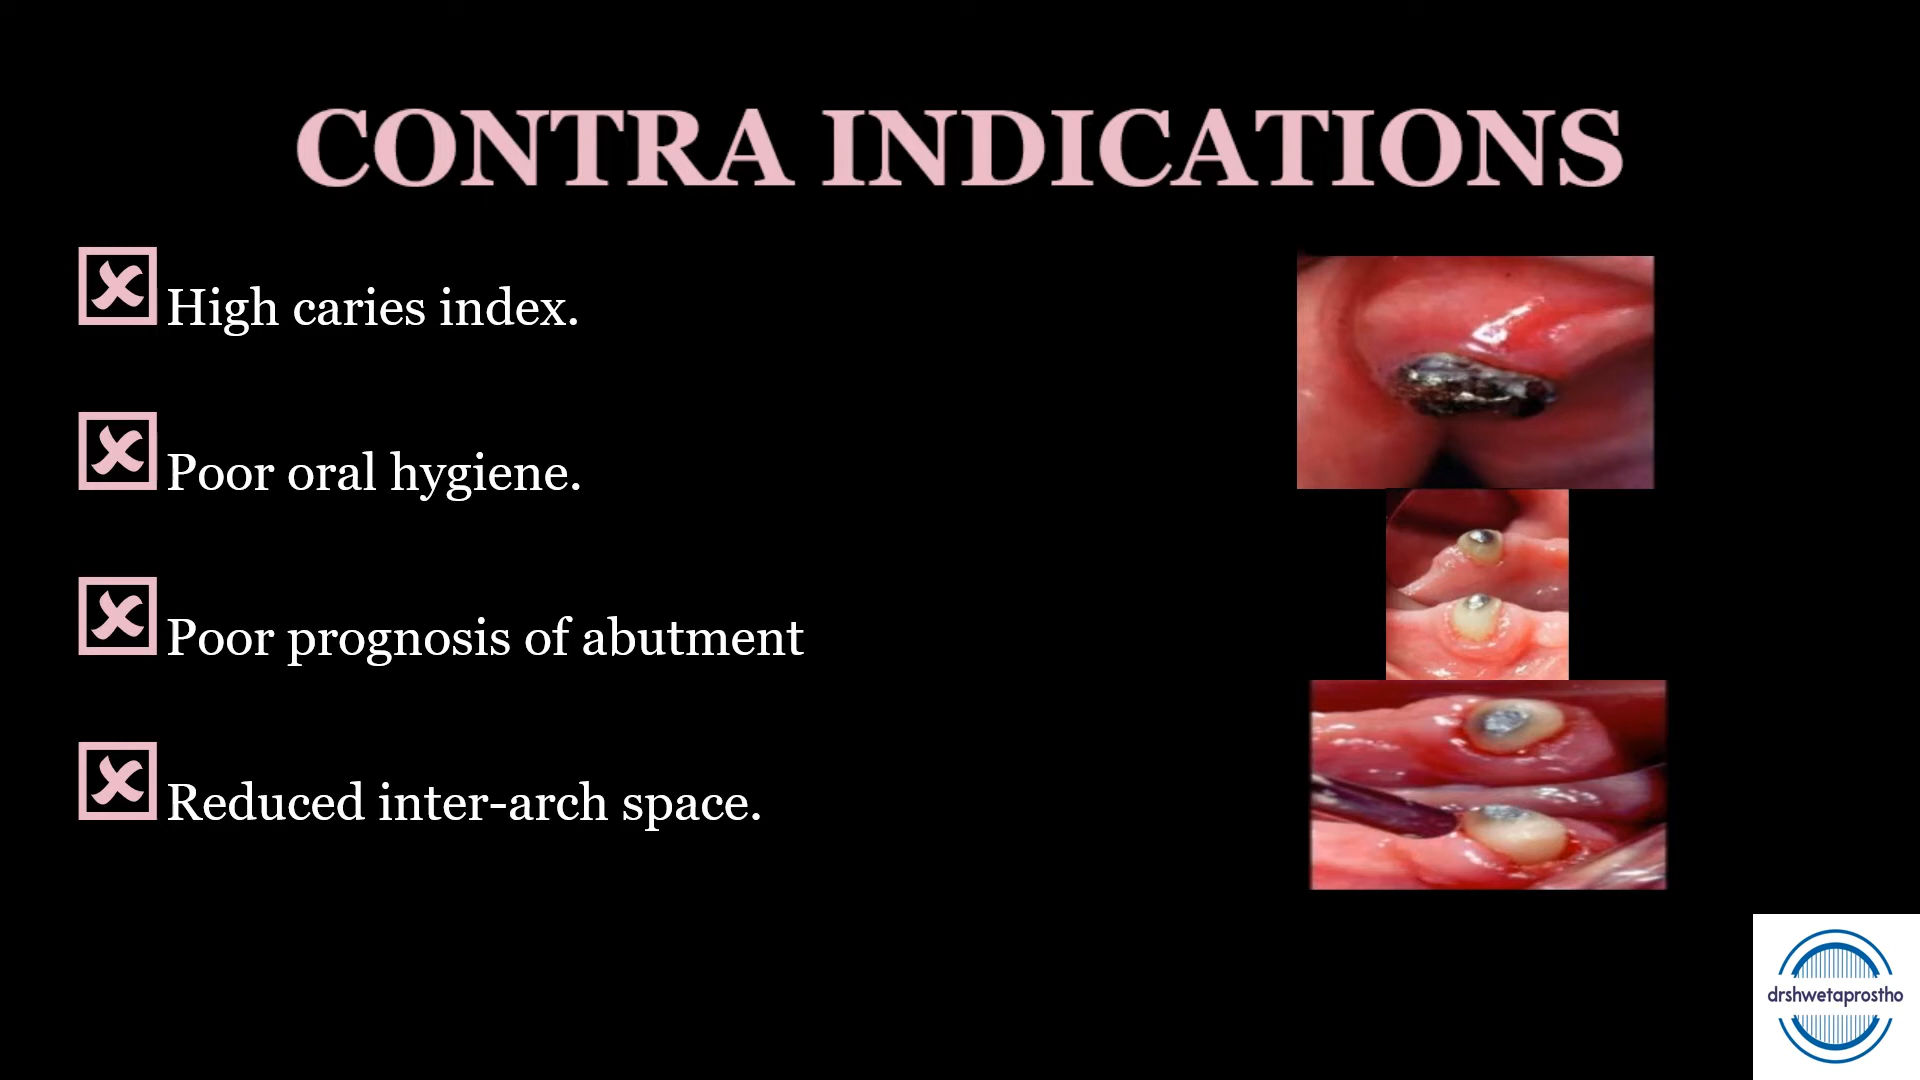 CONTRA INDICATIONS
High caries index.
Poor oral hygiene.
Poor prognosis of abutment
Reduced inter-arch space.
drshwetaprostho